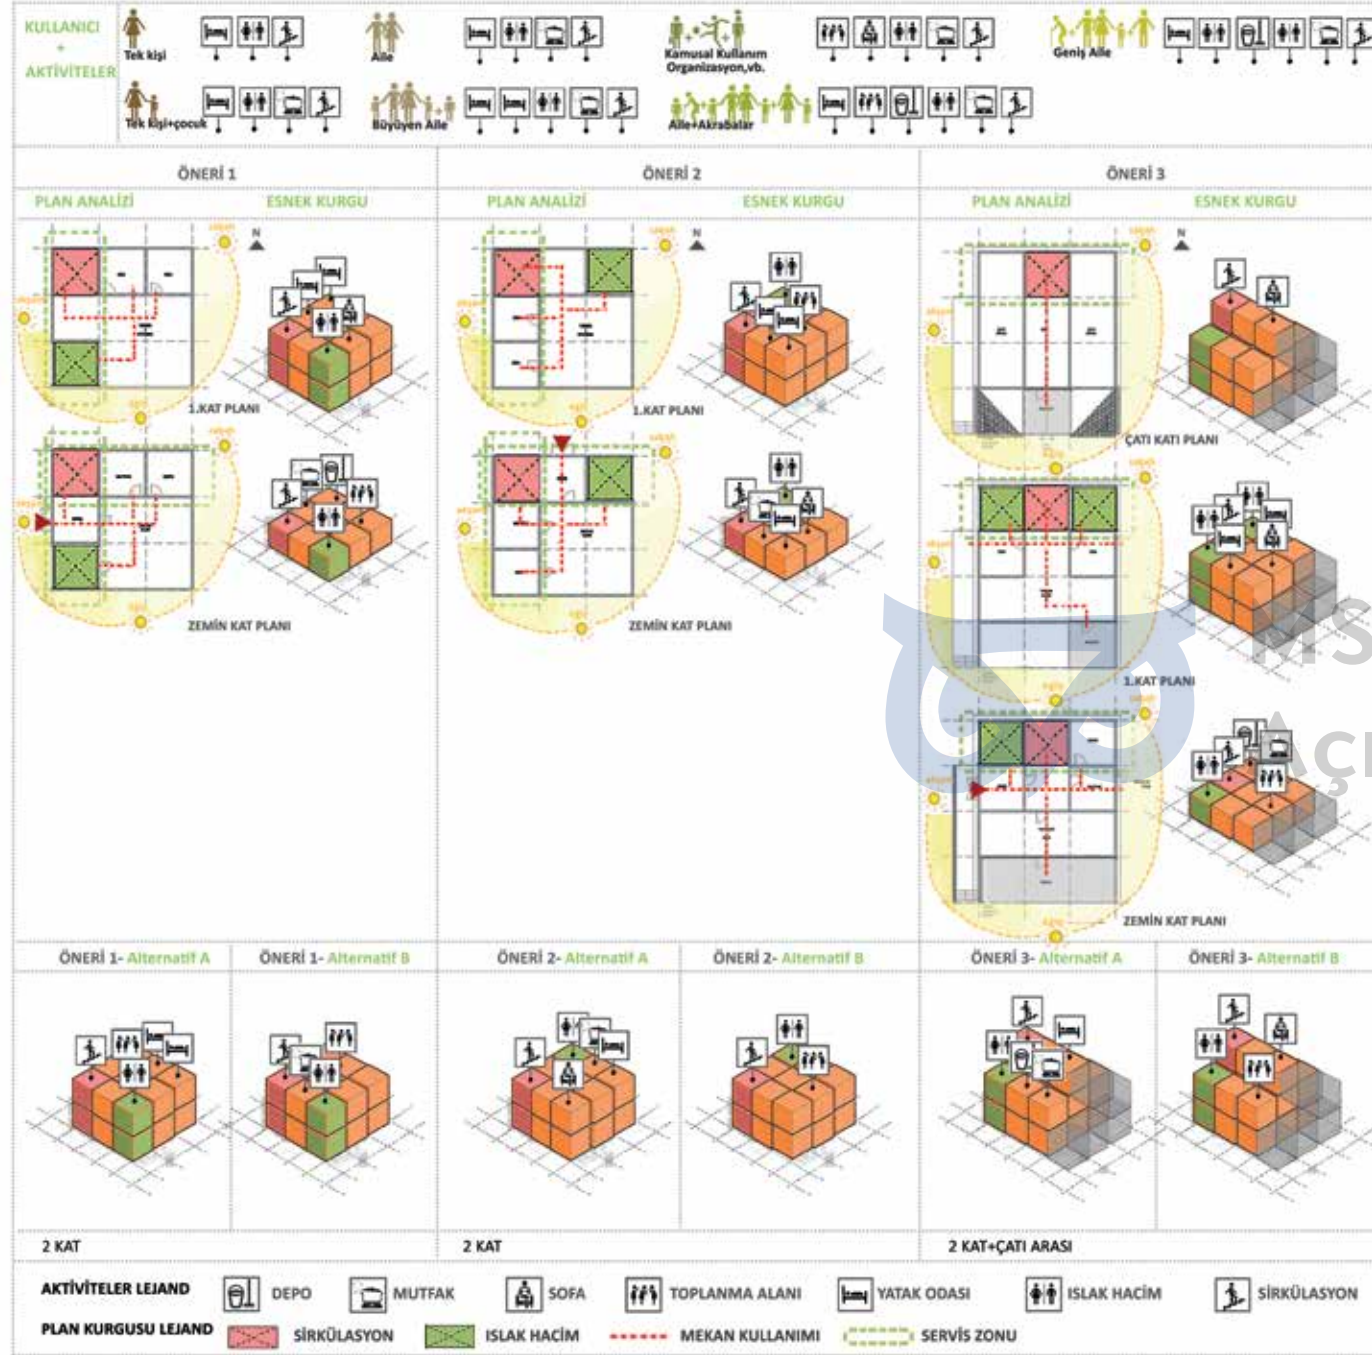 KULLANICI
+
AKTİVİTELER
Tek kişi
Aile
Kamusal Kullanım
Organizasyon,vb.
Geniş Aile
Tek kişi+çocuk
Büyüyen Aile
Aile+Akrabalar
ÖNERİ 1
ÖNERİ 2
ÖNERİ 3
PLAN ANALİZİ
ESNEK KURGU
PLAN ANALİZİ
ESNEK KURGU
PLAN ANALİZİ
ESNEK KURGU
N
N
N
1.KAT PLANI
1.KAT PLANI
ÇATI KATI PLANI
ZEMİN KAT PLANI
ZEMİN KAT PLANI
1.KAT PLANI
ZEMİN KAT PLANI
MS
Açı
ÖNERİ 1- Alternatif A
ÖNERİ 1- Alternatif B
ÖNERİ 2- Alternatif A
ÖNERİ 2- Alternatif B
ÖNERİ 3- Alternatif A
ÖNERİ 3- Alternatif B
2 KAT
2 KAT
2 KAT+ÇATI ARASI
AKTİVİTELER LEJAND
DEPO
MUTFAK
SOFA
TOPLANMA ALANI
YATAK ODASI
ISLAK HACİM
SİRKÜLASYON
PLAN KURGUSU LEJAND
SİRKÜLASYON
ISLAK HACİM
MEKAN KULLANIMI
SERVİS ZONU